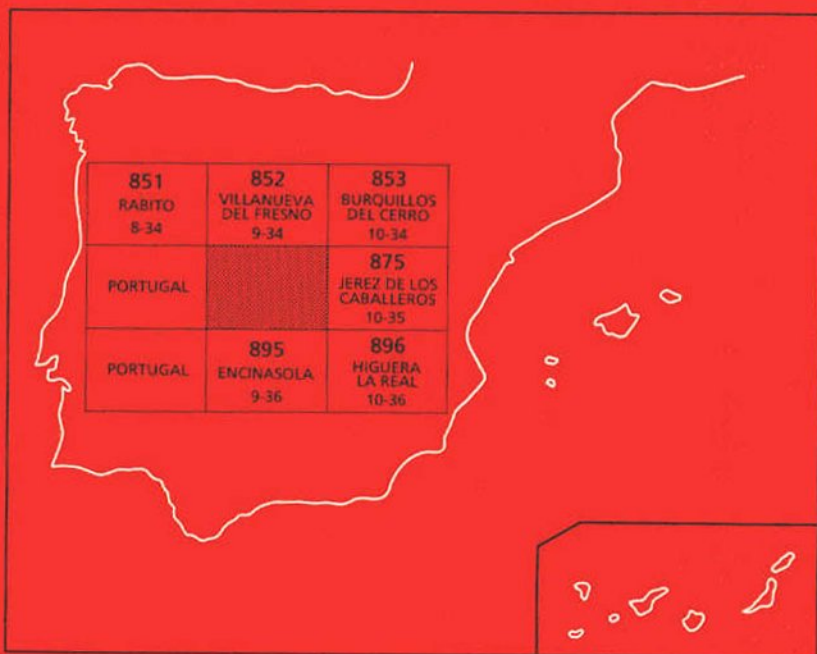 851
RABITO
8-34
852
VILLANUEVA
DEL FRESNO
9-34
853
BURQUILLOS
DEL CERRO
10-34
PORTUGAL
875
JEREZ DE LOS
CABALLEROS
10-35
PORTUGAL
895
ENCINASOLA
9-36
896
HIGUERA
LA REAL
10-36